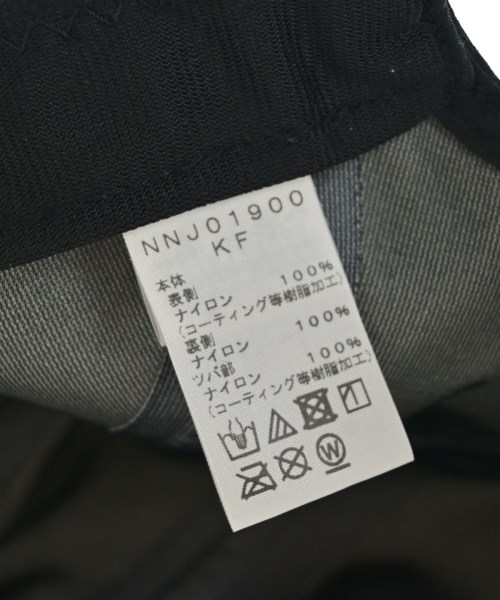 NNJ01900
KF
本体
表側
ナイロン 100%
(コーティング等樹脂加工)
裏側
ナイロン 100%
ツバ部
ナイロン 100%
(コーティング等樹脂加工)
W